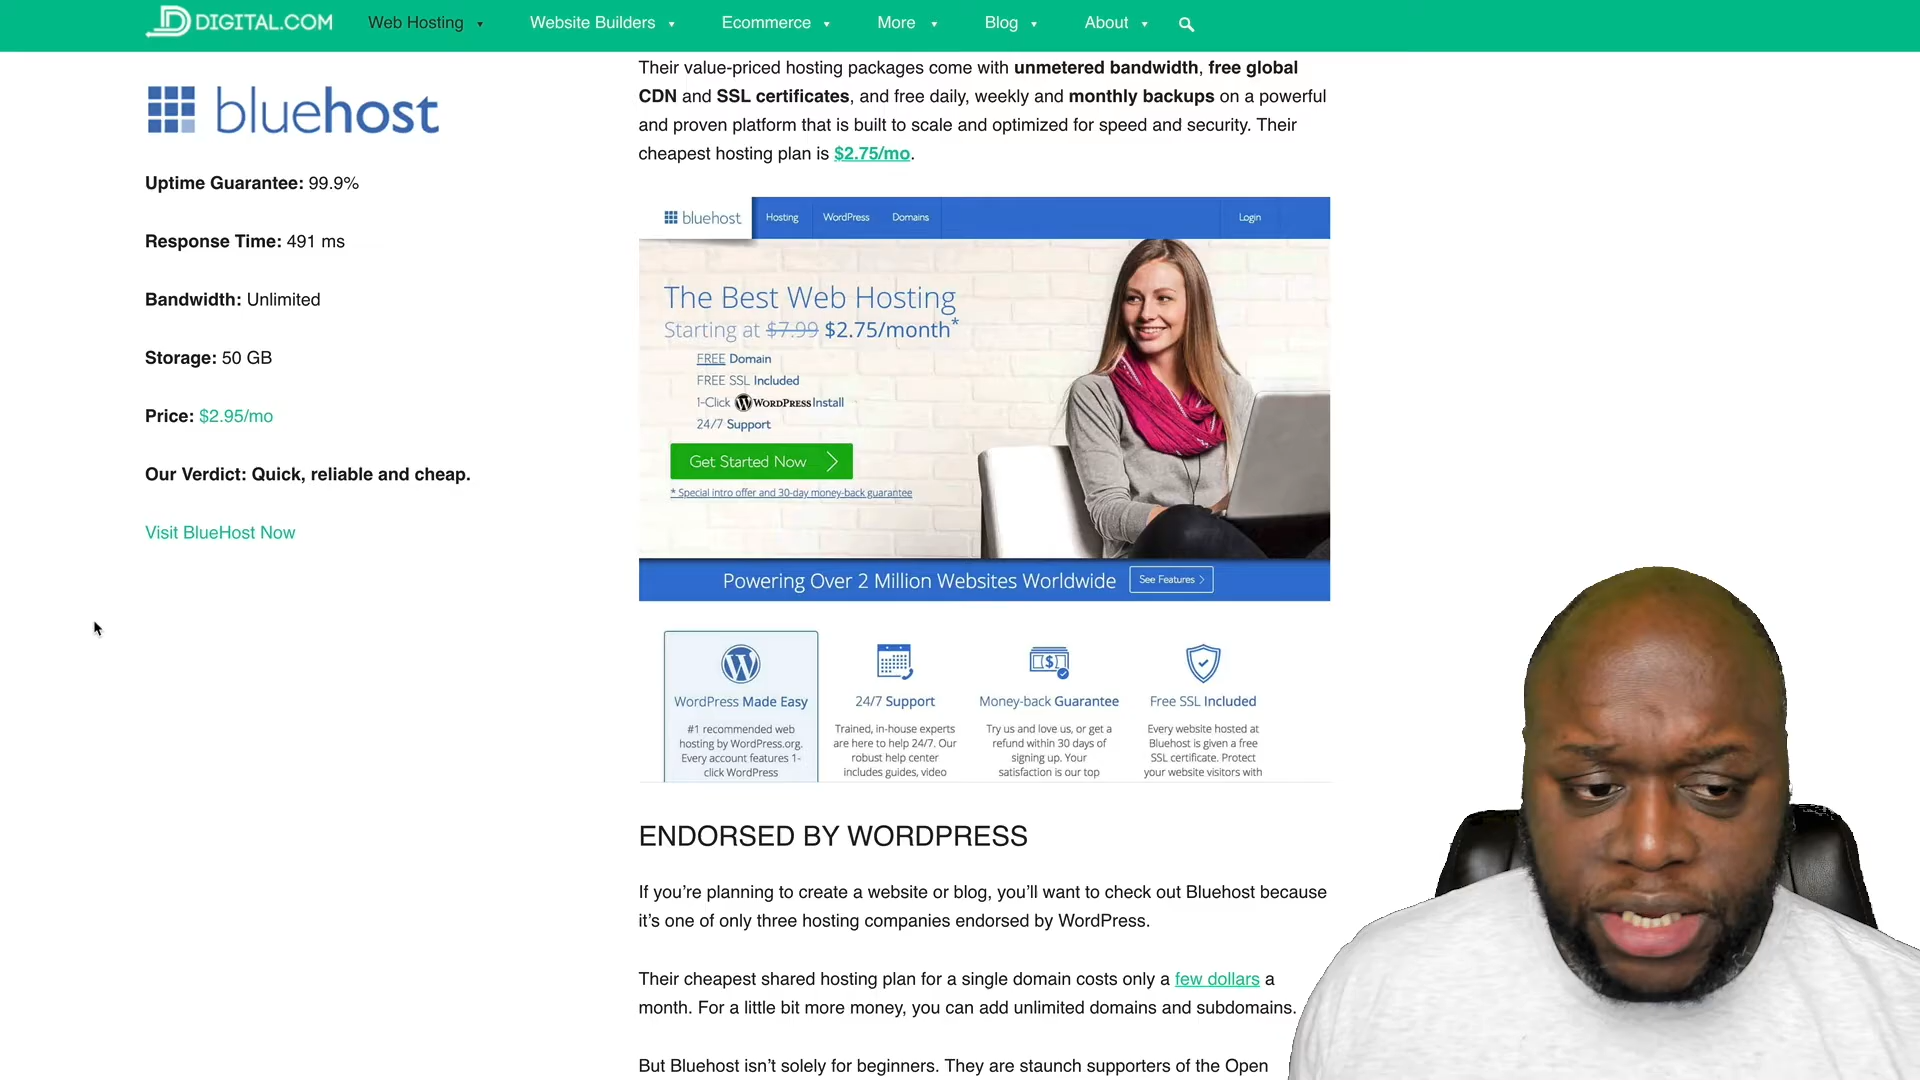 DIGITAL.COM
Web Hosting
Website Builders
Ecommerce
More
Blog
About
bluehost
Uptime Guarantee: 99.9%
Response Time: 491 ms
Bandwidth: Unlimited
Storage: 50 GB
Price: $2.95/mo
Our Verdict: Quick, reliable and cheap.
Visit BlueHost Now
Their value-priced hosting packages come with unmetered bandwidth, free global
CDN and SSL certificates, and free daily, weekly and monthly backups on a powerful
and proven platform that is built to scale and optimized for speed and security. Their
cheapest hosting plan is $2.75/mo.
bluehost
Hosting
WordPress
Domains
Login
The Best Web Hosting
Starting at $7.99 $2.75/month*
FREE Domain
FREE SSL Included
1-Click WORDPRESS Install
24/7 Support
Get Started Now
* Special intro offer and 30-day money-back guarantee
Powering Over 2 Million Websites Worldwide
See Features
WordPress Made Easy
#1 recommended web
hosting by WordPress.org.
Every account features 1-
click WordPress
24/7 Support
Trained, in-house experts
are here to help 24/7. Our
robust help center
includes guides, video
Money-back Guarantee
Try us and love us, or get a
refund within 30 days of
signing up. Your
satisfaction is our top
Free SSL Included
Every website hosted at
Bluehost is given a free
SSL certificate. Protect
your website visitors with
ENDORSED BY WORDPRESS
If you're planning to create a website or blog, you'll want to check out Bluehost because
it's one of only three hosting companies endorsed by WordPress.
Their cheapest shared hosting plan for a single domain costs only a few dollars a
month. For a little bit more money, you can add unlimited domains and subdomains.
But Bluehost isn't solely for beginners. They are staunch supporters of the Open